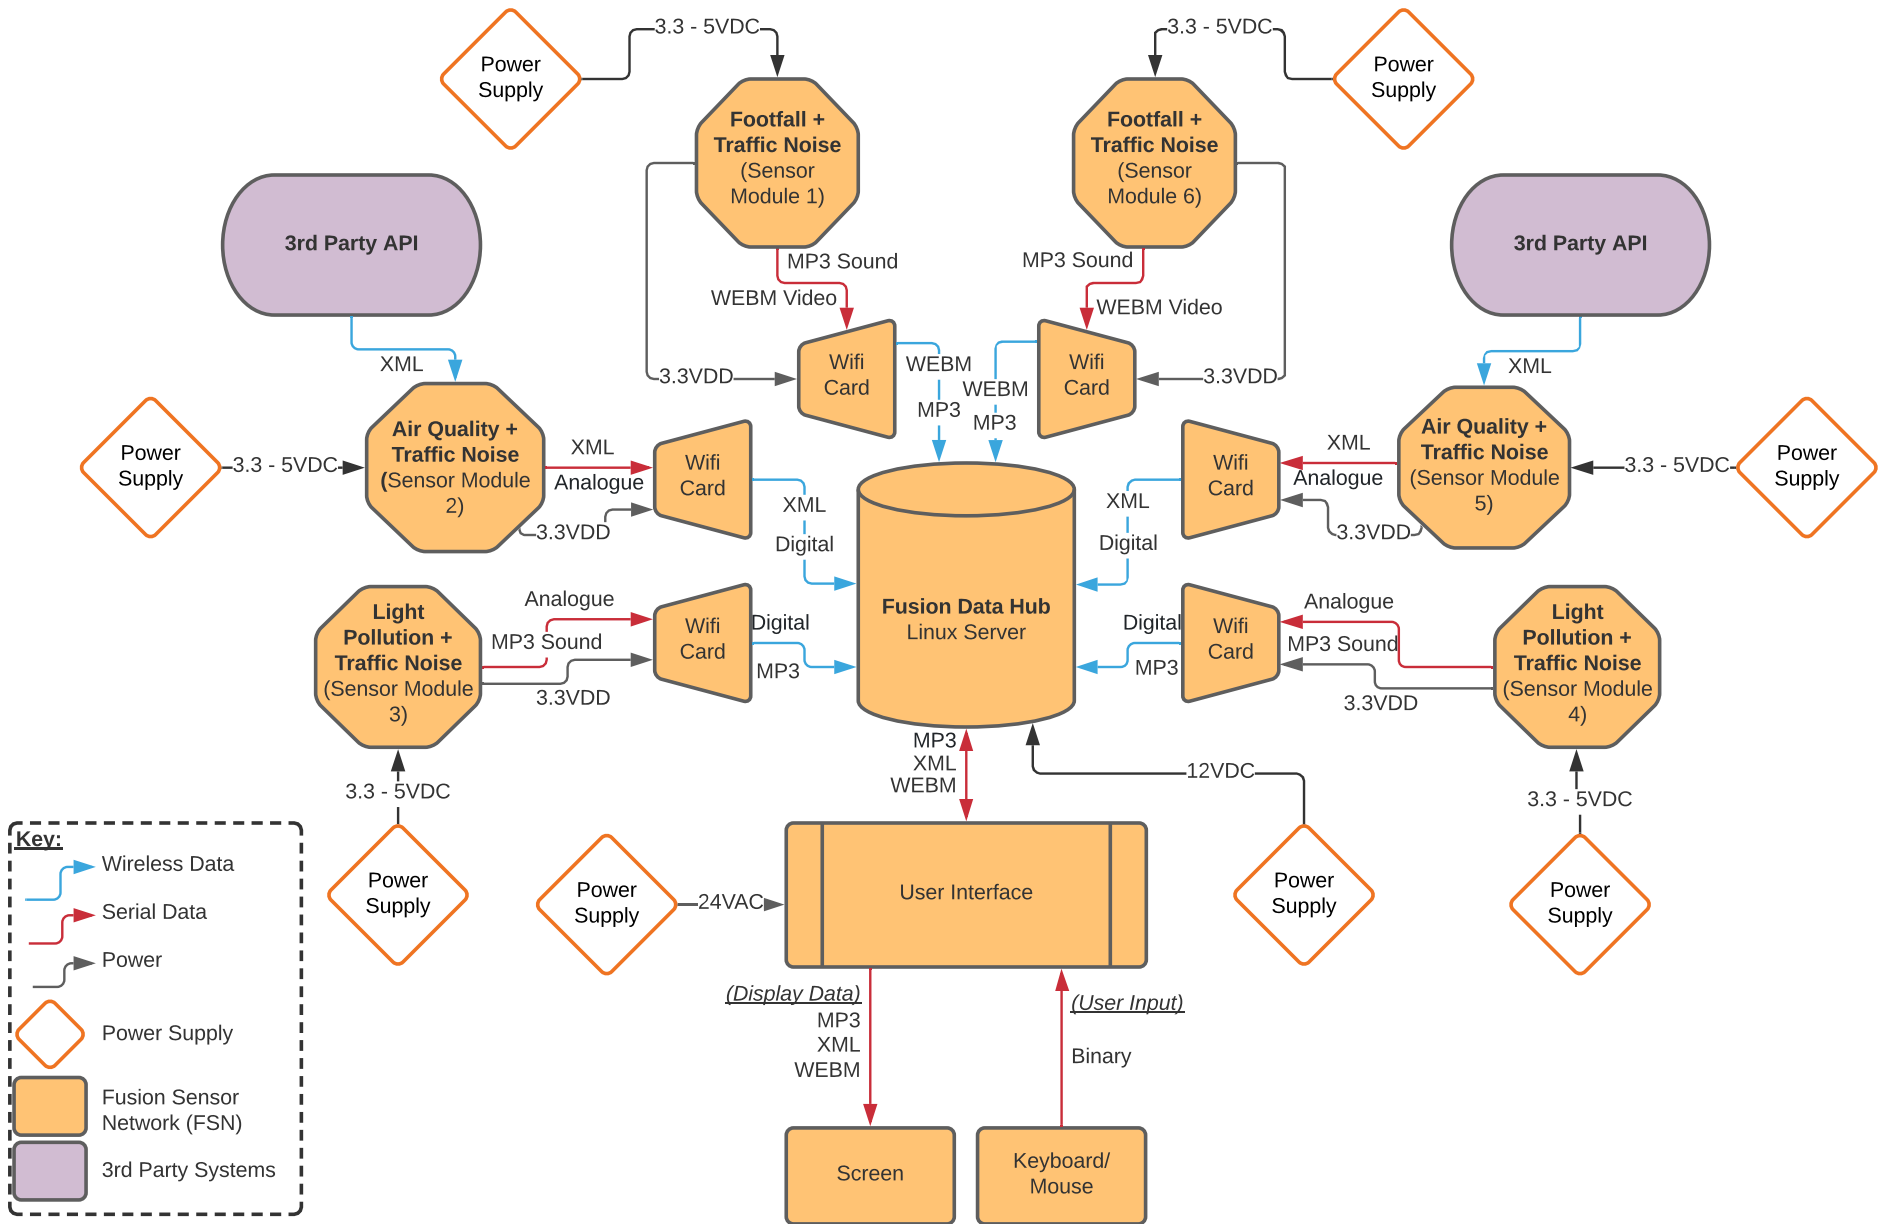 3.3 - 5VDC
3.3 - 5VDC
Power
Supply
Power
Supply
Footfall +
Traffic Noise
(Sensor
Module 1)
Footfall +
Traffic Noise
(Sensor
Module 6)
3rd Party API
3rd Party API
MP3 Sound
WEBM Video
MP3 Sound
WEBM Video
XML
XML
3.3VDD
Wifi
Card
WEBM
MP3
WEBM
MP3
Wifi
Card
3.3VDD
Power
Supply
3.3 - 5VDC
Air Quality +
Traffic Noise
(Sensor Module
2)
XML
Analogue
3.3VDD
Wifi
Card
XML
Digital
XML
Digital
Wifi
Card
XML
Analogue
3.3VDD
Air Quality +
Traffic Noise
(Sensor Module
5)
3.3 - 5VDC
Power
Supply
Light
Pollution +
Traffic Noise
(Sensor Module
3)
Analogue
MP3 Sound
3.3VDD
Wifi
Card
Digital
MP3
Fusion Data Hub
Linux Server
Digital
MP3
Wifi
Card
Analogue
MP3 Sound
3.3VDD
Light
Pollution +
Traffic Noise
(Sensor Module
4)
MP3
XML
WEBM
12VDC
3.3 - 5VDC
3.3 - 5VDC
Power
Supply
Power
Supply
24VAC
User Interface
Power
Supply
Power
Supply
(Display Data)
MP3
XML
WEBM
(User Input)
Binary
Screen
Keyboard/
Mouse
Key:
Wireless Data
Serial Data
Power
Power Supply
Fusion Sensor
Network (FSN)
3rd Party Systems